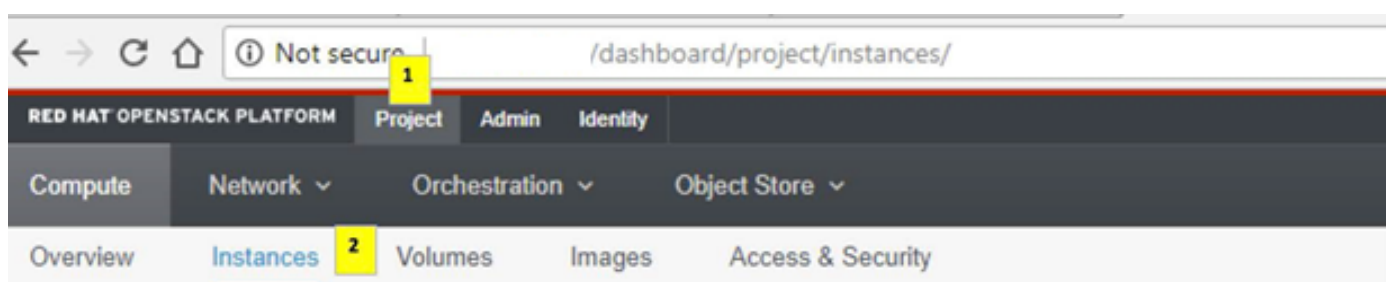 Not secure /dashboard/project/instances/
1
RED HAT OPENSTACK PLATFORM Project Admin Identity
Compute Network Orchestration Object Store
Overview Instances 2 Volumes Images Access & Security